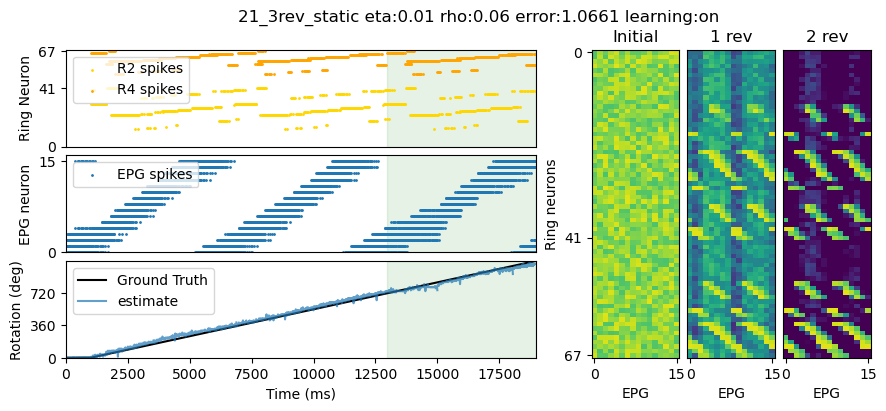 21_3rev_static eta:0.01 rho:0.06 error:1.0661 learning:on
Initial 1 rev 2 rev
67
41
0
Ring Neuron
R2 spikes
R4 spikes
15
0
EPG neuron
EPG spikes
720
360
0
Rotation (deg)
Ground Truth
estimate
0 2500 5000 7500 10000 12500 15000 17500
Time (ms)
0
41
67
Ring neurons
0 15 0 15 0 15
EPG EPG EPG